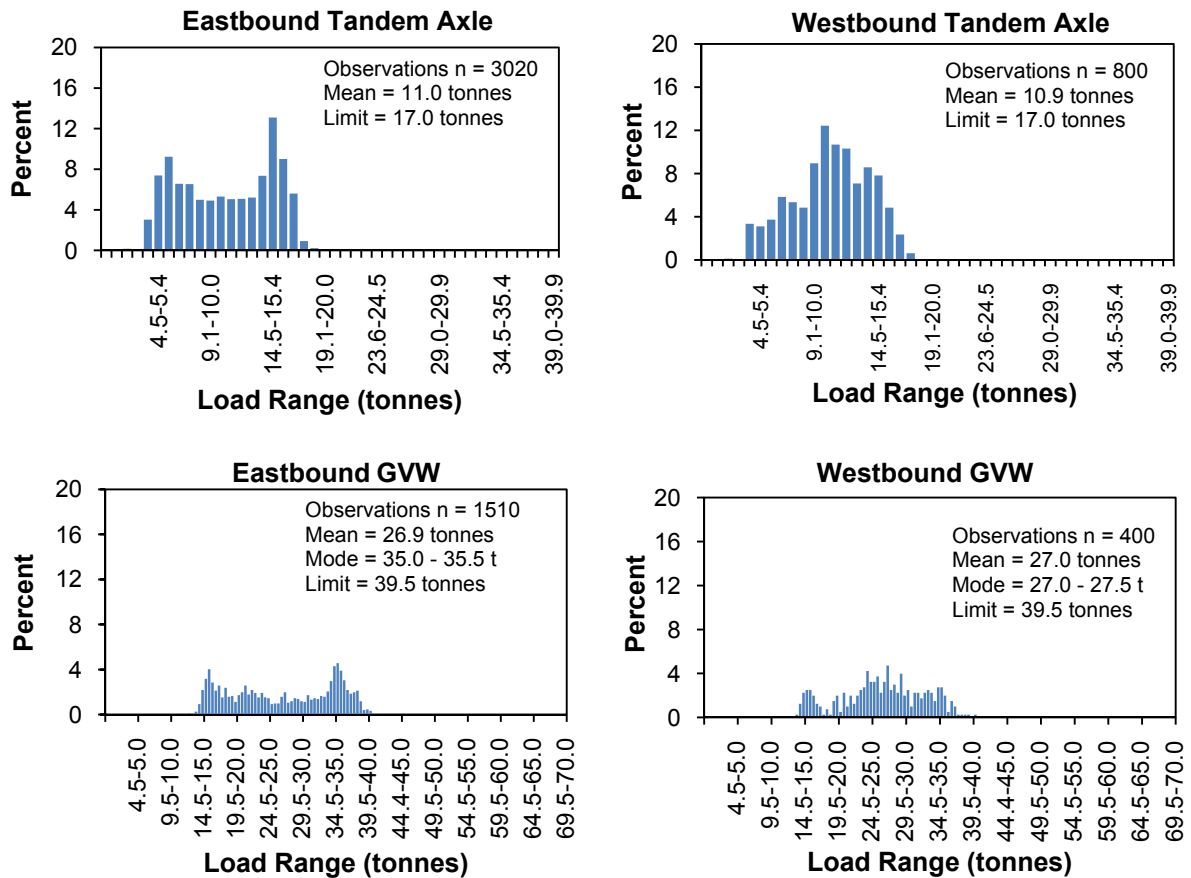 Eastbound Tandem Axle
Percent
20
16
12
8
4
0
Observations n = 3020
Mean = 11.0 tonnes
Limit = 17.0 tonnes
4.5-5.4
9.1-10.0
14.5-15.4
19.1-20.0
23.6-24.5
29.0-29.9
34.5-35.4
39.0-39.9
Load Range (tonnes)
Westbound Tandem Axle
Percent
20
16
12
8
4
0
Observations n = 800
Mean = 10.9 tonnes
Limit = 17.0 tonnes
4.5-5.4
9.1-10.0
14.5-15.4
19.1-20.0
23.6-24.5
29.0-29.9
34.5-35.4
39.0-39.9
Load Range (tonnes)
Eastbound GVW
Percent
20
16
12
8
4
0
Observations n = 1510
Mean = 26.9 tonnes
Mode = 35.0 - 35.5 t
Limit = 39.5 tonnes
4.5-5.0
9.5-10.0
14.5-15.0
19.5-20.0
24.5-25.0
29.5-30.0
34.5-35.0
39.5-40.0
44.4-45.0
49.5-50.0
54.5-55.0
59.5-60.0
64.5-65.0
69.5-70.0
Load Range (tonnes)
Westbound GVW
Percent
20
16
12
8
4
0
Observations n = 400
Mean = 27.0 tonnes
Mode = 27.0 - 27.5 t
Limit = 39.5 tonnes
4.5-5.0
9.5-10.0
14.5-15.0
19.5-20.0
24.5-25.0
29.5-30.0
34.5-35.0
39.5-40.0
44.4-45.0
49.5-50.0
54.5-55.0
59.5-60.0
64.5-65.0
69.5-70.0
Load Range (tonnes)